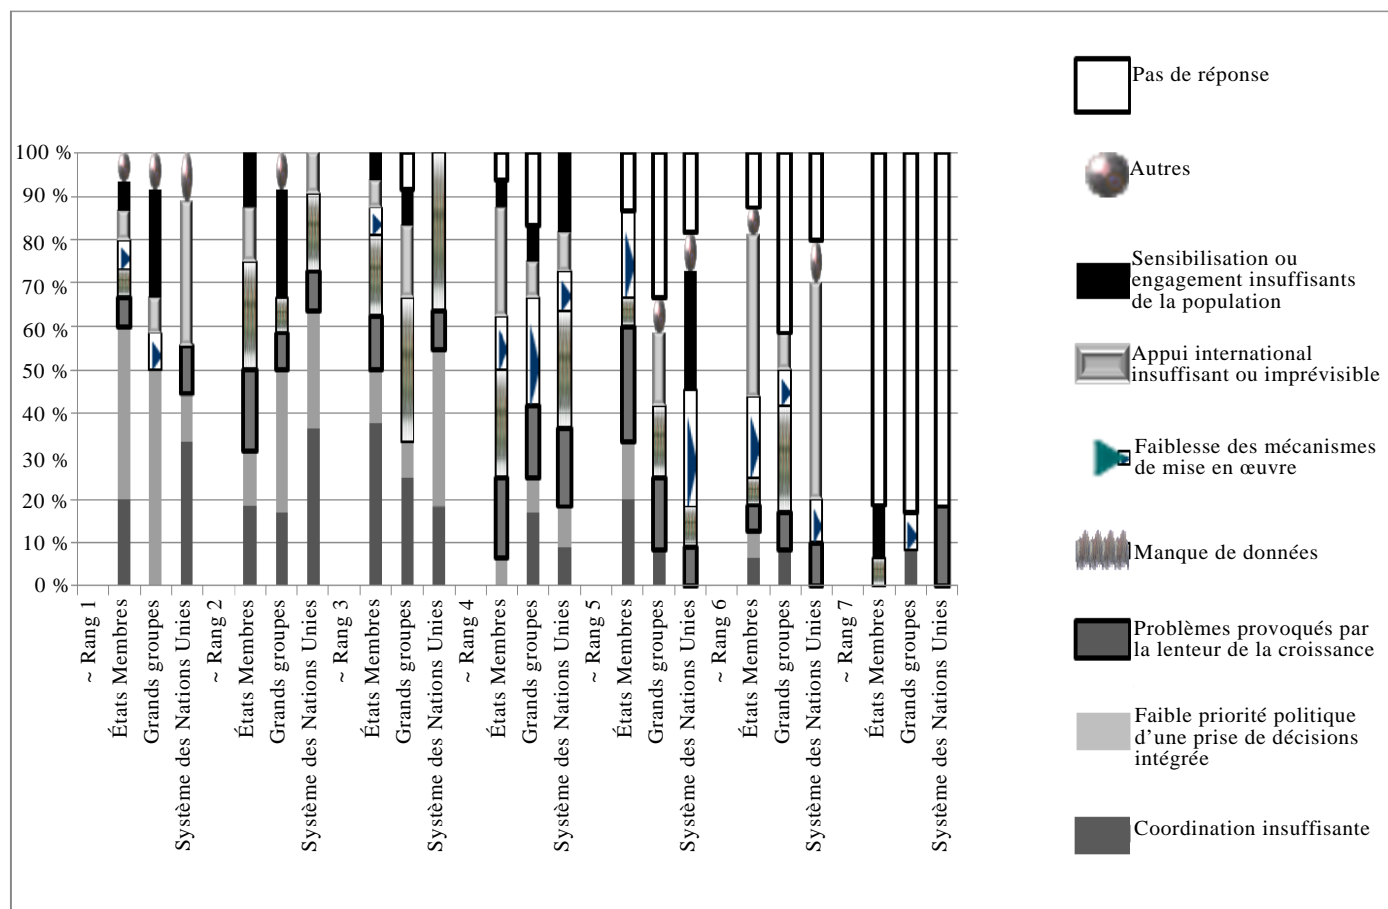 100 %
90 %
80 %
70 %
60 %
50 %
40 %
30 %
20 %
10 %
0 %
~ Rang 1
États Membres
Grands groupes
Système des Nations Unies
~ Rang 2
États Membres
Grands groupes
Système des Nations Unies
~ Rang 3
États Membres
Grands groupes
Système des Nations Unies
~ Rang 4
États Membres
Grands groupes
Système des Nations Unies
~ Rang 5
États Unbres
Grands groupes
Système des Nations Unies
~ Rang 6
États Membres
Grands groupes
Système des Nations Unies
~ Rang 7
États Membres
Grands groupes
Système des Nations Unies
Pas de réponse
Autres
Sensibilisation ou
engagement insuffisants
de la population
Appui international
insuffisant ou imprévisible
Faiblesse des mécanismes
de mise en œuvre
Manque de données
Problèmes provoqués par
la lenteur de la croissance
Faible priorité politique
d'une prise de décisions
intégrée
Coordination insuffisante